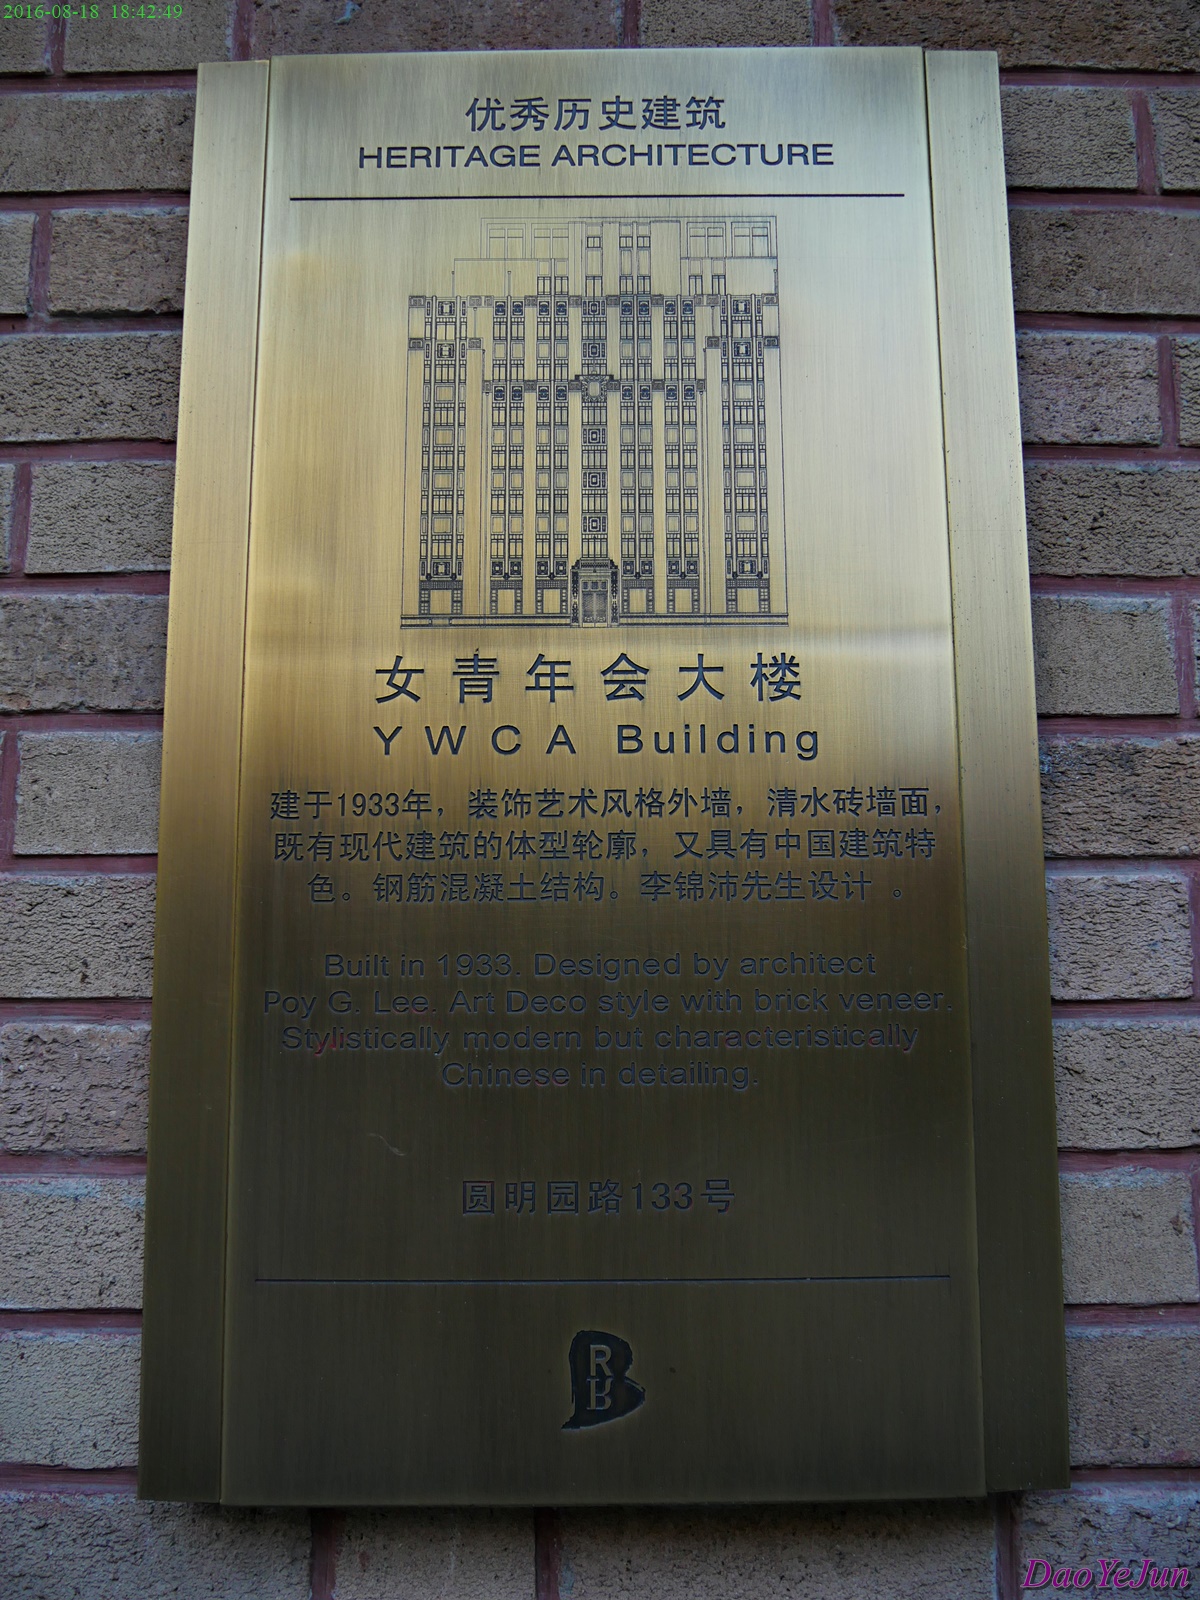 2016-08-18 18:42:49
优秀历史建筑
HERITAGE ARCHITECTURE
女青年会大楼
YWCA Building
建于1933年，装饰艺术风格外墙，清水砖墙面，
既有现代建筑的体型轮廓，又具有中国建筑特
色。钢筋混凝土结构。李锦沛先生设计 。
Built in 1933. Designed by architect
Poy G. Lee. Art Deco style with brick veneer.
Stylistically modern but characteristically
Chinese in detailing.
圆明园路133号
R
B
DaoYeJun